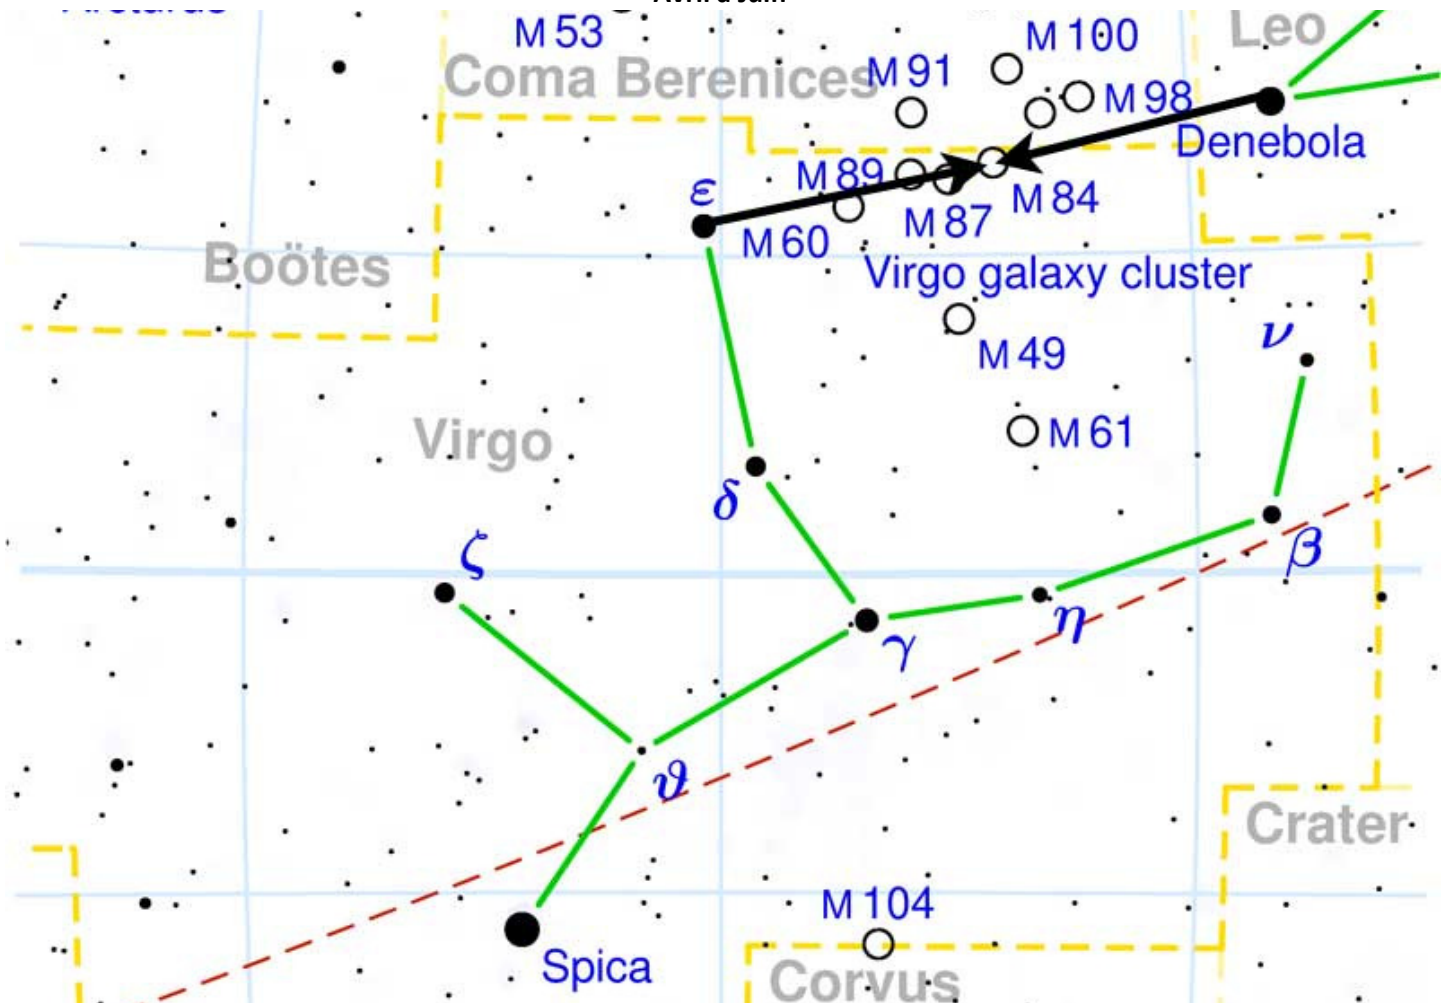 Leo
M 53
M 100
Coma Berenices
M 91
M 98
Denebola
M 89
ε
M 84
M 87
M 60
Boötes
Virgo galaxy cluster
ν
M 49
Virgo
M 61
δ
ζ
β
η
γ
ϑ
Crater
M 104
Spica
Corvus